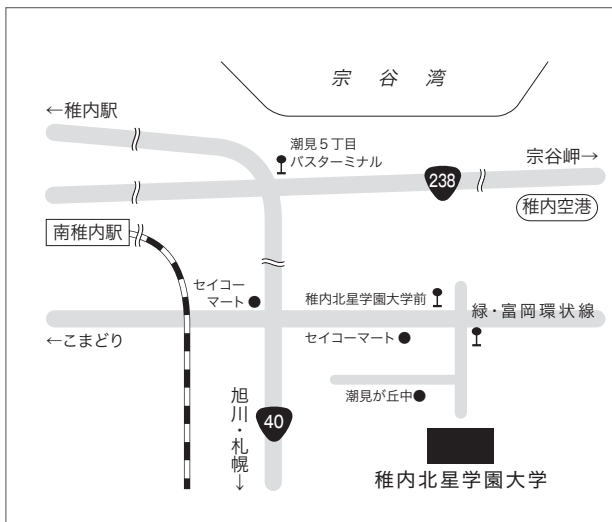 宗谷湾
←稚内駅
潮見5丁目
バスターミナル
宗谷岬→
238
稚内空港
南稚内駅
セイコー
マート
稚内北星学園大学前
緑・富岡環状線
←こまどり
セイコーマート
旭川・札幌↓
40
潮見が丘中
稚内北星学園大学